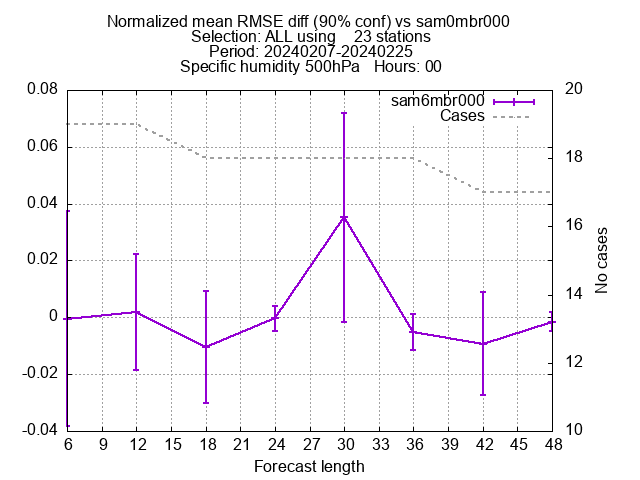 Normalized mean RMSE diff (90% conf) vs sam0mbr000
Selection: ALL using    23 stations
Period: 20240207-20240225
Specific humidity 500hPa   Hours: 00
sam6mbr000
Cases
0.08
0.06
0.04
0.02
0
-0.02
-0.04
20
18
16
14
12
10
No cases
6 9 12 15 18 21 24 27 30 33 36 39 42 45 48
Forecast length